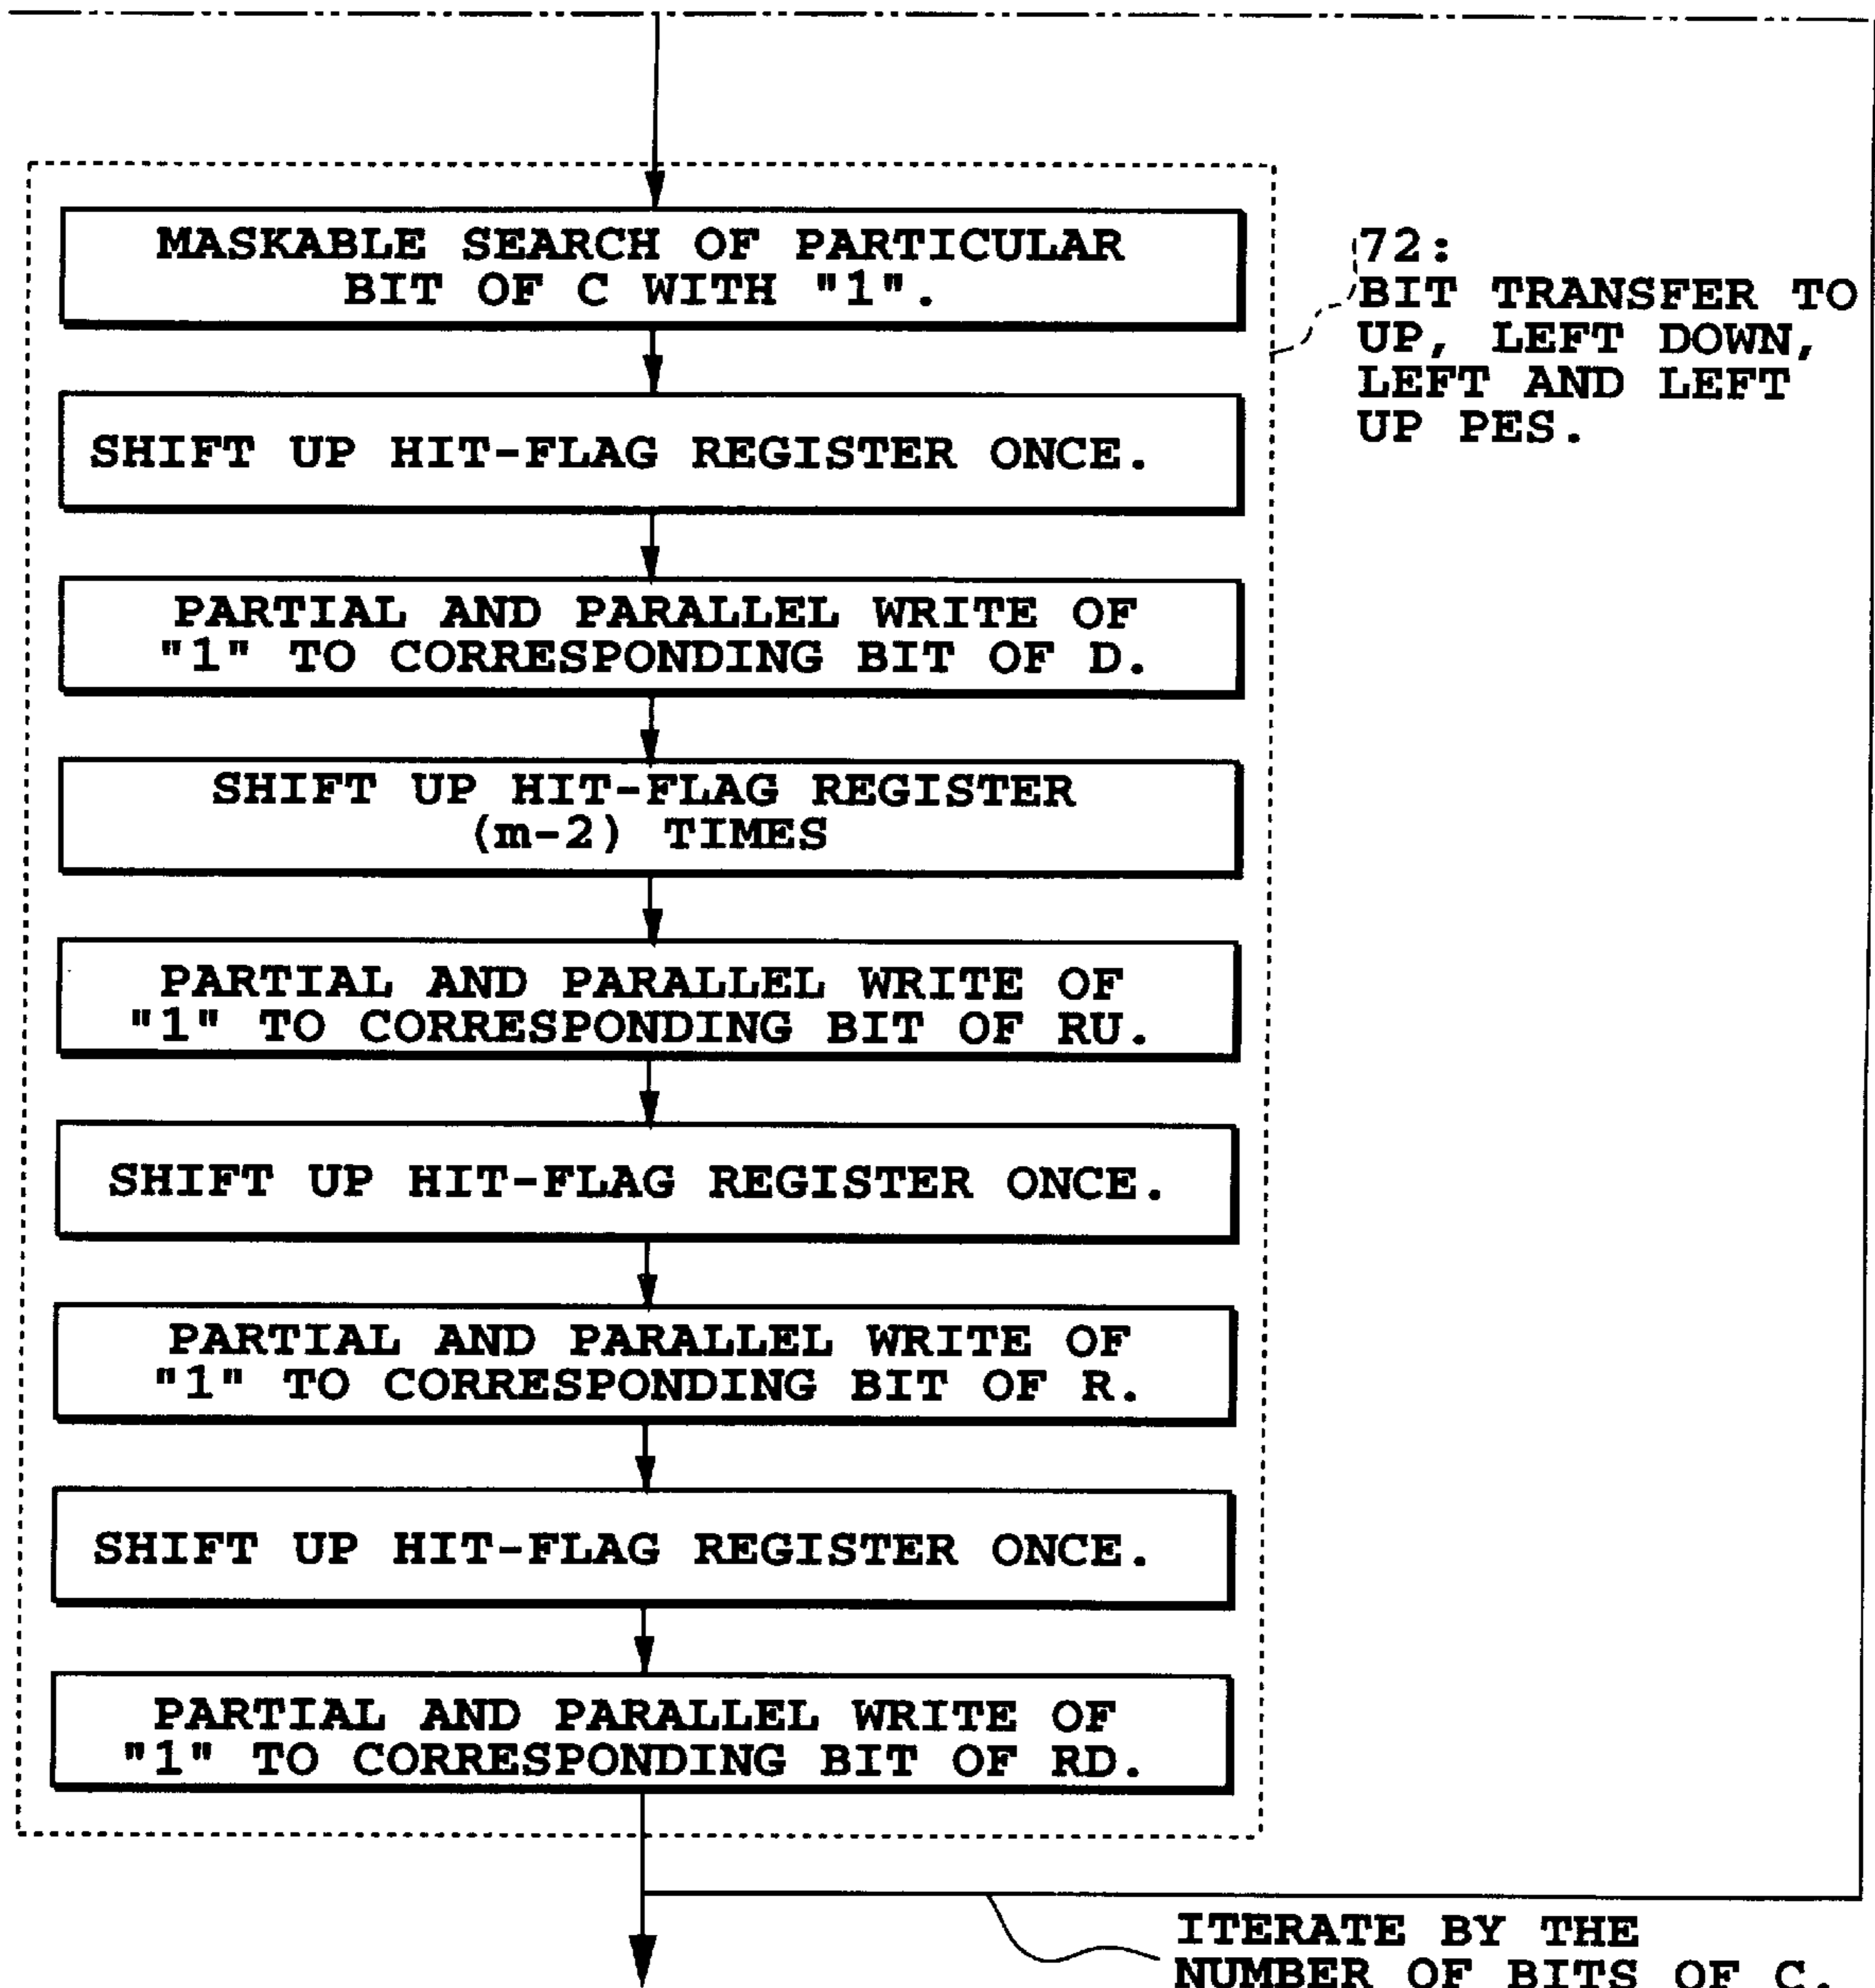 MASKABLE SEARCH OF PARTICULAR
BIT OF C WITH "1".
72:
BIT TRANSFER TO
UP, LEFT DOWN,
LEFT AND LEFT
UP PES.
SHIFT UP HIT-FLAG REGISTER ONCE.
PARTIAL AND PARALLEL WRITE OF
"1" TO CORRESPONDING BIT OF D.
SHIFT UP HIT-FLAG REGISTER
(m-2) TIMES
PARTIAL AND PARALLEL WRITE OF
"1" TO CORRESPONDING BIT OF RU.
SHIFT UP HIT-FLAG REGISTER ONCE.
PARTIAL AND PARALLEL WRITE OF
"1" TO CORRESPONDING BIT OF R.
SHIFT UP HIT-FLAG REGISTER ONCE.
PARTIAL AND PARALLEL WRITE OF
"1" TO CORRESPONDING BIT OF RD.
ITERATE BY THE
NUMBER OF BITS OF C.